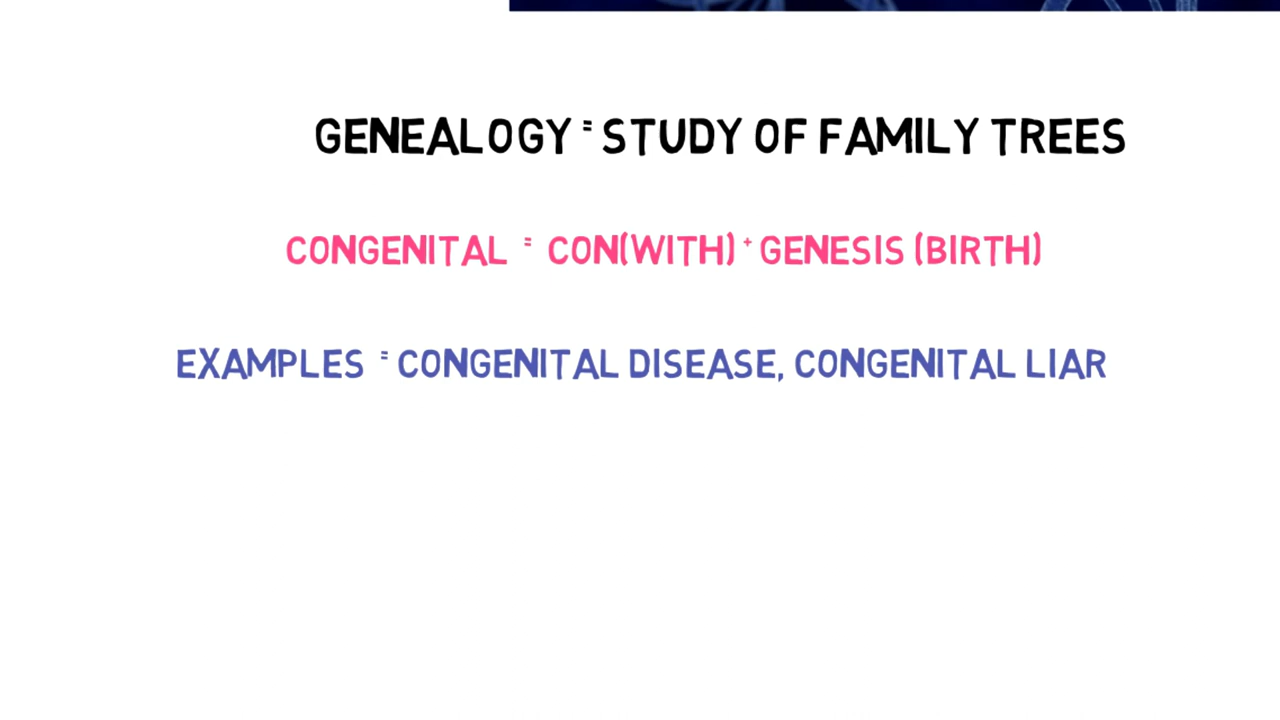 GENEALOGY = STUDY OF FAMILY TREES
CONGENITAL = CON(WITH) + GENESIS (BIRTH)
EXAMPLES = CONGENITAL DISEASE, CONGENITAL LIAR